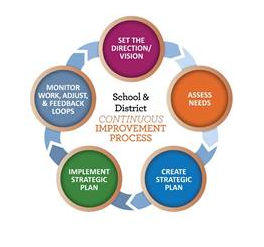 SET THE
DIRECTION/
VISION
ASSESS
NEEDS
CREATE
STRATEGIC
PLAN
IMPLEMENT
STRATEGIC
PLAN
MONITOR
WORK, ADJUST,
& FEEDBACK
LOOPS
School &
District
CONTINUOUS
IMPROVEMENT
PROCESS